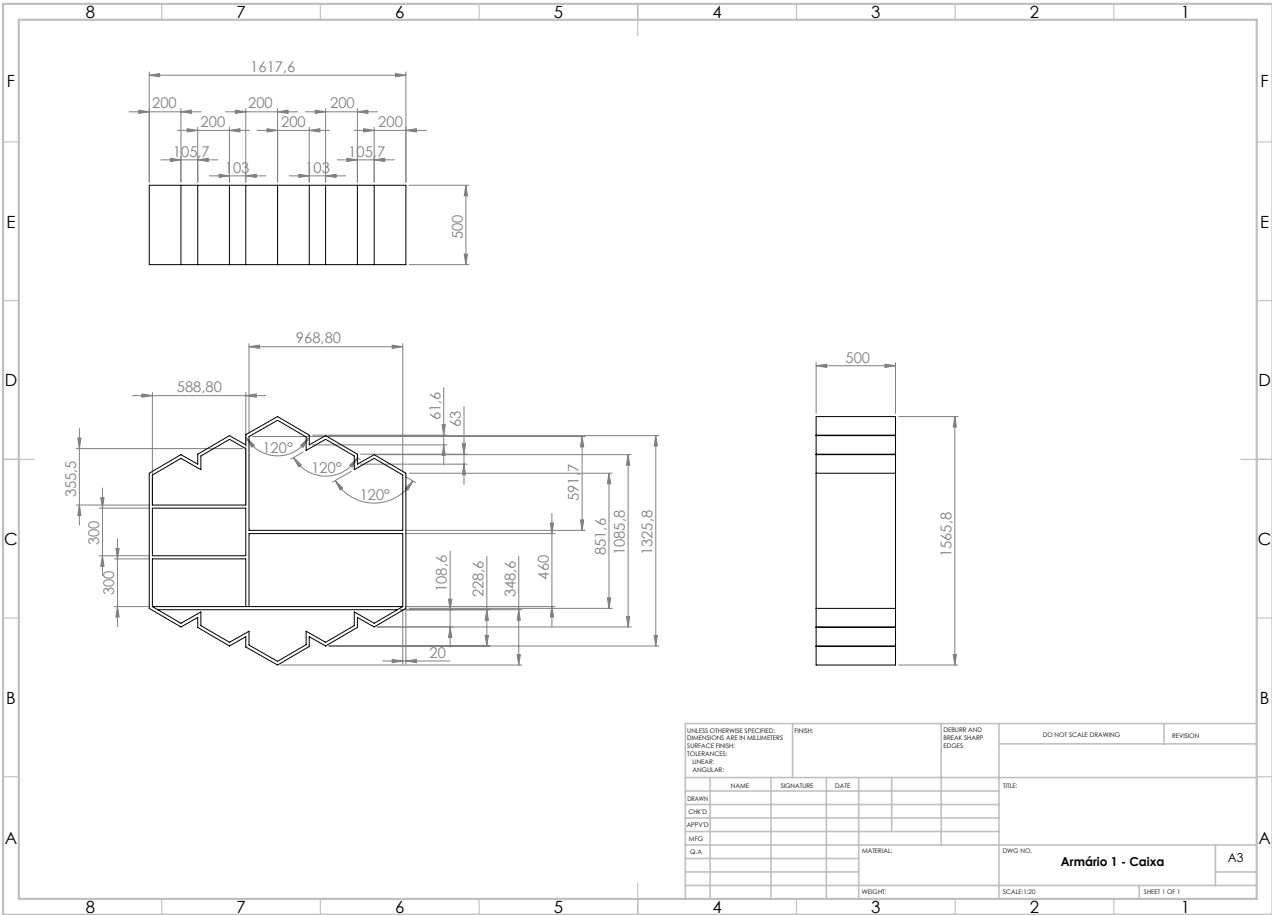 8 7 6 5 4 3 2 1
F F
E E
D D
C C
B B
A A
1617,6
200 200 200
200 200 200
105,7 105,7
103 103
500
968,80
588,80
61,6
63
120°
120°
120°
355,5
300
300
591,7
851,6
1085,8
1325,8
460
108,6
228,6
348,6
20
500
1565,8
UNLESS OTHERWISE SPECIFIED:
DIMENSIONS ARE IN MILLIMETERS
SURFACE FINISH:
TOLERANCES:
LINEAR:
ANGULAR:
FINISH:
DEBURR AND
BREAK SHARP
EDGES
DO NOT SCALE DRAWING
REVISION
NAME SIGNATURE DATE
TITLE:
DRAWN
CHK'D
APPV'D
MFG
Q.A
MATERIAL:
DWG NO.
Armário 1 - Caixa
A3
WEIGHT:
SCALE:1:20
SHEET 1 OF 1
8 7 6 5 4 3 2 1